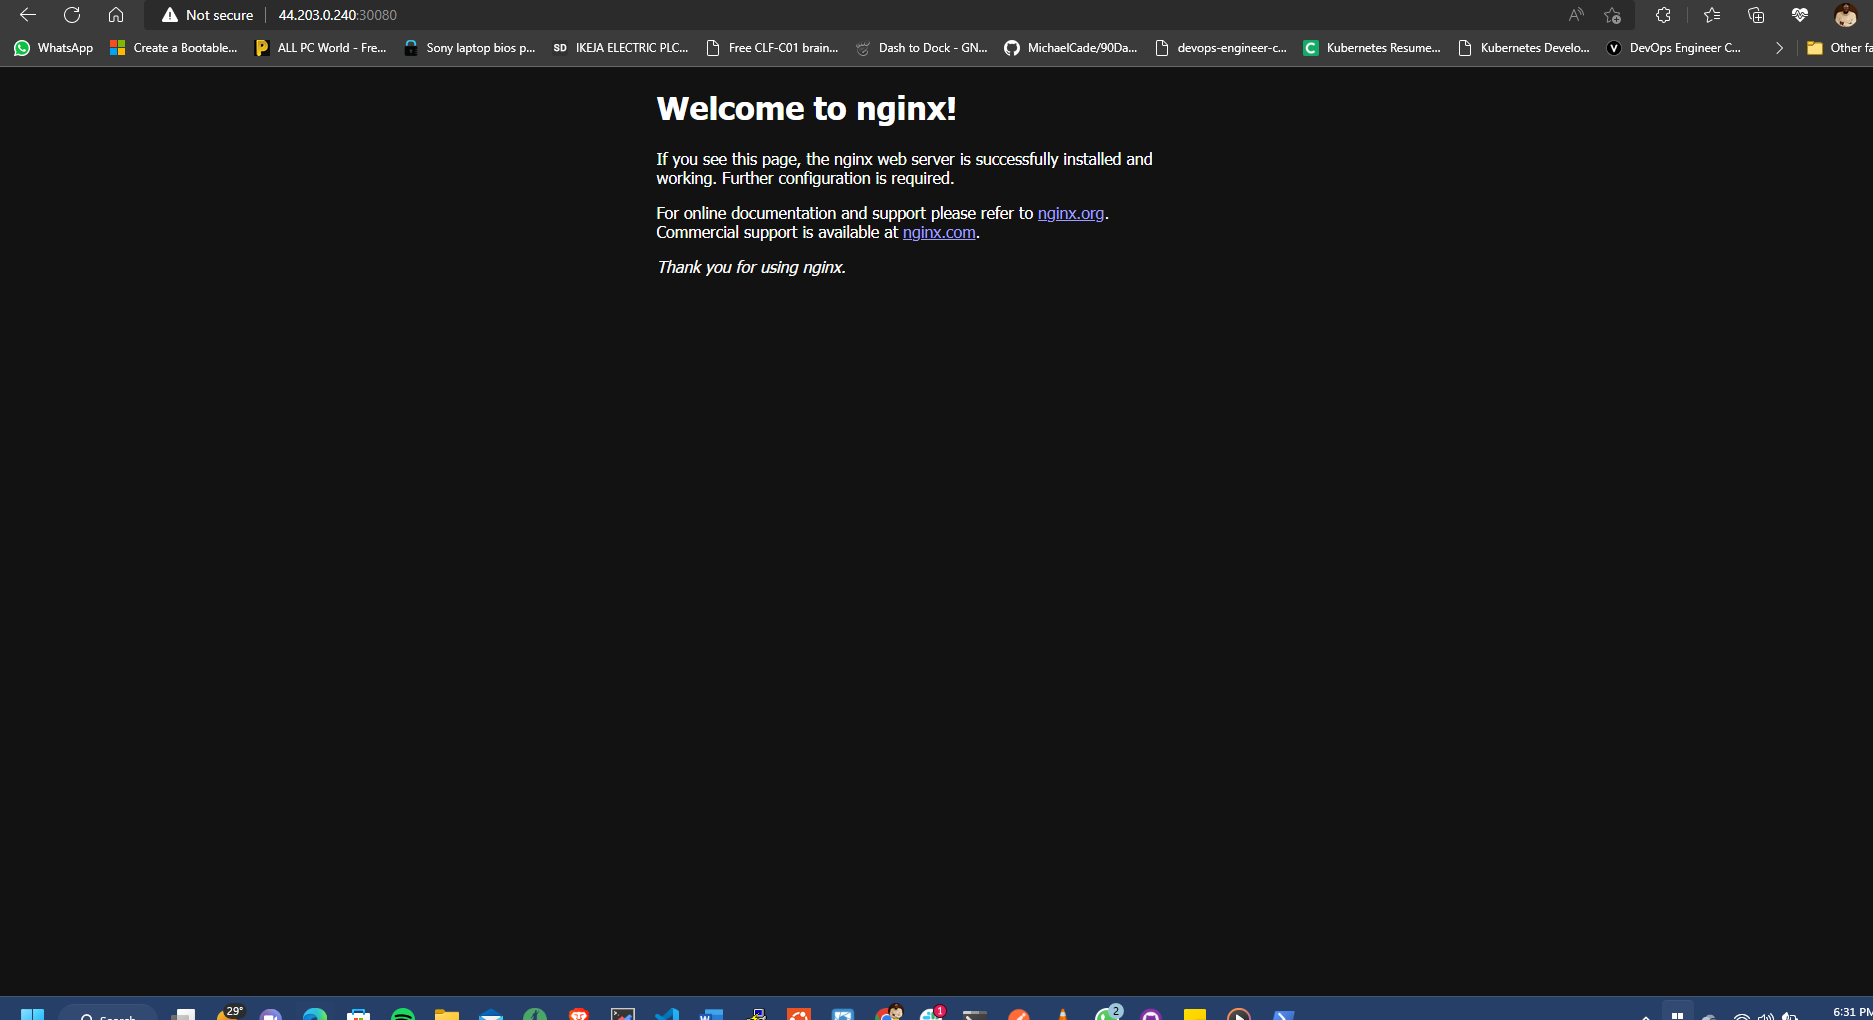 Not secure
44.203.0.240:30080
WhatsApp
Create a Bootable...
ALL PC World - Fre...
Sony laptop bios p...
SD IKEJA ELECTRIC PLC...
Free CLF-C01 brain...
Dash to Dock - GN...
MichaelCade/90Da...
devops-engineer-c...
C Kubernetes Resume...
Kubernetes Develo...
V DevOps Engineer C...
Other fa
Welcome to nginx!
If you see this page, the nginx web server is successfully installed and
working. Further configuration is required.
For online documentation and support please refer to nginx.org.
Commercial support is available at nginx.com.
Thank you for using nginx.
29°
Search
1
2
6:31 PM